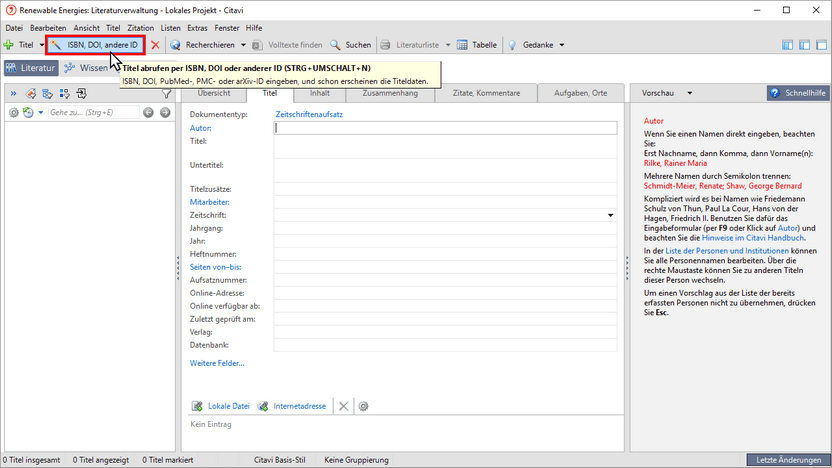 Renewable Energies: Literaturverwaltung - Lokales Projekt - Citavi
Datei Bearbeiten Ansicht Titel Zitation Listen Extras Fenster Hilfe
Titel ISBN, DOI, andere ID Recherchieren Volltexte finden Suchen Literaturliste Tabelle Gedanke
Literatur Wissen
Titel abrufen per ISBN, DOI oder anderer ID (STRG+UMSCHALT+N)
ISBN, DOI, PubMed-, PMC- oder arXiv-ID eingeben, und schon erscheinen die Titeldaten.
Übersicht Titel Inhalt Zusammenhang Zitate, Kommentare Aufgaben, Orte
Vorschau Schnellhilfe
Gehe zu... (Strg+E)
Dokumententyp: Zeitschriftenaufsatz
Autor:
Titel:
Untertitel:
Titelzusätze:
Mitarbeiter:
Zeitschrift:
Jahrgang:
Jahr:
Heftnummer:
Seiten von–bis:
Aufsatznummer:
Online-Adresse:
Online verfügbar ab:
Zuletzt geprüft am:
Verlag:
Datenbank:
Weitere Felder...
Lokale Datei Internetadresse
Kein Eintrag
Autor
Wenn Sie einen Namen direkt eingeben, beachten
Sie:
Erst Nachname, dann Komma, dann Vorname(n):
Rilke, Rainer Maria
Mehrere Namen durch Semikolon trennen:
Schmidt-Meier, Renate; Shaw, George Bernard
Kompliziert wird es bei Namen wie Friedemann
Schulz von Thun, Paul La Cour, Hans von der
Hagen, Friedrich II. Benutzen Sie dafür das
Eingabeformular (per F9 oder Klick auf Autor) und
beachten Sie die Hinweise im Citavi Handbuch.
In der Liste der Personen und Institutionen können
Sie alle Personennamen bearbeiten. Über die
rechte Maustaste können Sie zu anderen Titeln
dieser Person wechseln.
Um einen Vorschlag aus der Liste der bereits
erfassten Personen nicht zu übernehmen, drücken
Sie Esc.
0 Titel insgesamt 0 Titel angezeigt 0 Titel markiert Citavi Basis-Stil Keine Gruppierung Letzte Änderungen